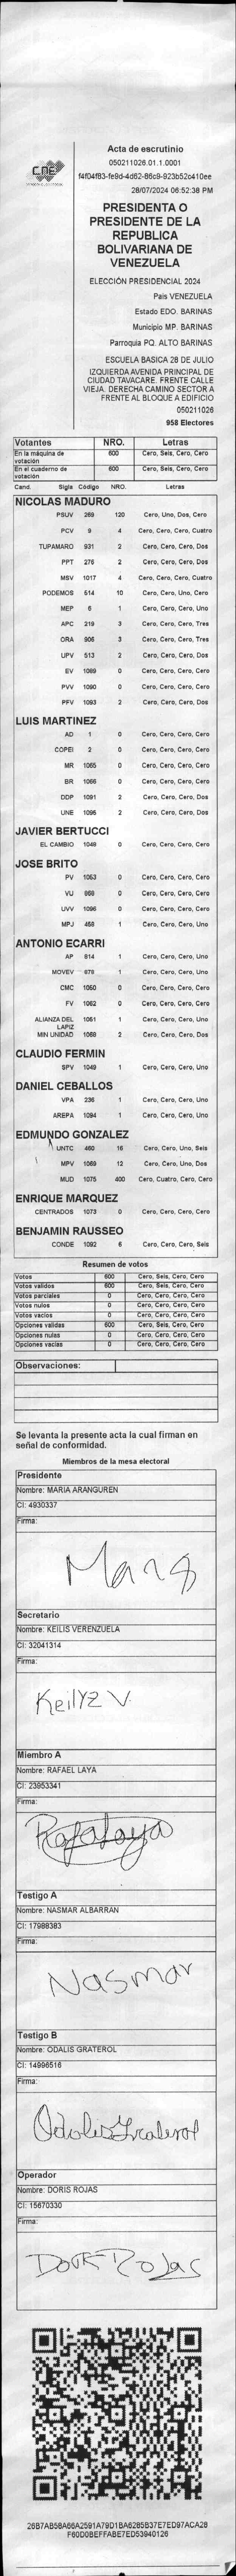 CNE
Acta de escrutinio
050211026.01.1.0001
f4f04f83-fe9d-4d62-86c9-923b52c410ee
28/07/2024 06:52:38 PM
PRESIDENTA O
PRESIDENTE DE LA
REPUBLICA
BOLIVARIANA DE
VENEZUELA
ELECCIÓN PRESIDENCIAL 2024
País VENEZUELA
Estado EDO. BARINAS
Municipio MP. BARINAS
Parroquia PQ. ALTO BARINAS
ESCUELA BASICA 28 DE JULIO
IZQUIERDA AVENIDA PRINCIPAL DE
CIUDAD TAVACARE. FRENTE CALLE
VIEJA. DERECHA CAMINO SECTOR A
FRENTE AL BLOQUE A EDIFICIO
050211026
958 Electores
Votantes NRO. Letras
En la máquina de votación 600 Cero, Seis, Cero, Cero
En el cuaderno de votación 600 Cero, Seis, Cero, Cero
Cand. Sigla Código NRO. Letras
NICOLAS MADURO
PSUV 269 120 Cero, Uno, Dos, Cero
PCV 9 4 Cero, Cero, Cero, Cuatro
TUPAMARO 931 2 Cero, Cero, Cero, Dos
PPT 276 2 Cero, Cero, Cero, Dos
MSV 1017 4 Cero, Cero, Cero, Cuatro
PODEMOS 514 10 Cero, Cero, Uno, Cero
MEP 6 1 Cero, Cero, Cero, Uno
APC 219 3 Cero, Cero, Cero, Tres
ORA 906 3 Cero, Cero, Cero, Tres
UPV 513 2 Cero, Cero, Cero, Dos
EV 1089 0 Cero, Cero, Cero, Cero
PVV 1090 0 Cero, Cero, Cero, Cero
PFV 1093 2 Cero, Cero, Cero, Dos
LUIS MARTINEZ
AD 1 0 Cero, Cero, Cero, Cero
COPEI 2 0 Cero, Cero, Cero, Cero
MR 1065 0 Cero, Cero, Cero, Cero
BR 1066 0 Cero, Cero, Cero, Cero
DDP 1091 2 Cero, Cero, Cero, Dos
UNE 1095 2 Cero, Cero, Cero, Dos
JAVIER BERTUCCI
EL CAMBIO 1048 0 Cero, Cero, Cero, Cero
JOSE BRITO
PV 1053 0 Cero, Cero, Cero, Cero
VU 868 0 Cero, Cero, Cero, Cero
UVV 1096 0 Cero, Cero, Cero, Cero
MPJ 458 1 Cero, Cero, Cero, Uno
ANTONIO ECARRI
AP 814 1 Cero, Cero, Cero, Uno
MOVEV 878 1 Cero, Cero, Cero, Uno
CMC 1050 0 Cero, Cero, Cero, Cero
FV 1062 0 Cero, Cero, Cero, Cero
ALIANZA DEL LAPIZ 1051 1 Cero, Cero, Cero, Uno
MIN UNIDAD 1068 2 Cero, Cero, Cero, Dos
CLAUDIO FERMIN
SPV 1049 1 Cero, Cero, Cero, Uno
DANIEL CEBALLOS
VPA 236 1 Cero, Cero, Cero, Uno
AREPA 1094 1 Cero, Cero, Cero, Uno
EDMUNDO GONZALEZ
UNTC 460 16 Cero, Cero, Uno, Seis
MPV 1069 12 Cero, Cero, Uno, Dos
MUD 1075 400 Cero, Cuatro, Cero, Cero
ENRIQUE MARQUEZ
CENTRADOS 1073 0 Cero, Cero, Cero, Cero
BENJAMIN RAUSSEO
CONDE 1092 6 Cero, Cero, Cero, Seis
Resumen de votos
Votos 600 Cero, Seis, Cero, Cero
Votos validos 600 Cero, Seis, Cero, Cero
Votos parciales 0 Cero, Cero, Cero, Cero
Votos nulos 0 Cero, Cero, Cero, Cero
Votos vacios 0 Cero, Cero, Cero, Cero
Opciones validas 600 Cero, Seis, Cero, Cero
Opciones nulas 0 Cero, Cero, Cero, Cero
Opciones vacias 0 Cero, Cero, Cero, Cero
Observaciones:
Se levanta la presente acta la cual firman en
señal de conformidad.
Miembros de la mesa electoral
Presidente
Nombre: MARIA ARANGUREN
CI: 4930337
Firma:
Secretario
Nombre: KEILIS VERENZUELA
CI: 32041314
Firma:
Keilyz V.
Miembro A
Nombre: RAFAEL LAYA
CI: 23953341
Firma:
Rafalaya
Testigo A
Nombre: NASMAR ALBARRAN
CI: 17988383
Firma:
Nasmar
Testigo B
Nombre: ODALIS GRATEROL
CI: 14996516
Firma:
Odalis Graterol
Operador
Nombre: DORIS ROJAS
CI: 15670330
Firma:
Doris Rojas
26B7AB58A66A2591A79D1BA6285B37E7ED97ACA28
F60D0BEFFABE7ED53940126